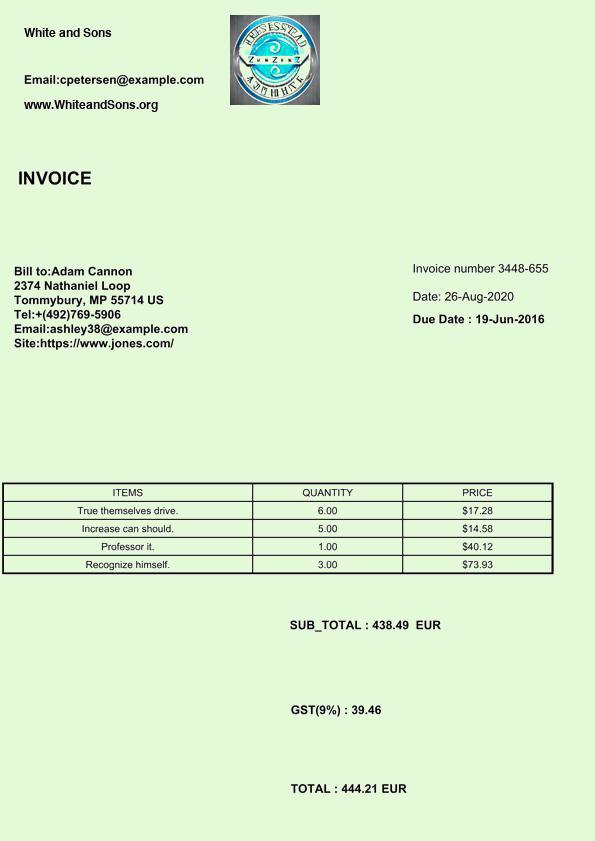 White and Sons
Email:cpetersen@example.com
www.WhiteandSons.org
INVOICE
Bill to:Adam Cannon
2374 Nathaniel Loop
Tommybury, MP 55714 US
Tel:+(492)769-5906
Email:ashley38@example.com
Site:https://www.jones.com/
Invoice number 3448-655
Date: 26-Aug-2020
Due Date : 19-Jun-2016
ITEMS QUANTITY PRICE
True themselves drive. 6.00 $17.28
Increase can should. 5.00 $14.58
Professor it. 1.00 $40.12
Recognize himself. 3.00 $73.93
SUB_TOTAL : 438.49 EUR
GST(9%) : 39.46
TOTAL : 444.21 EUR